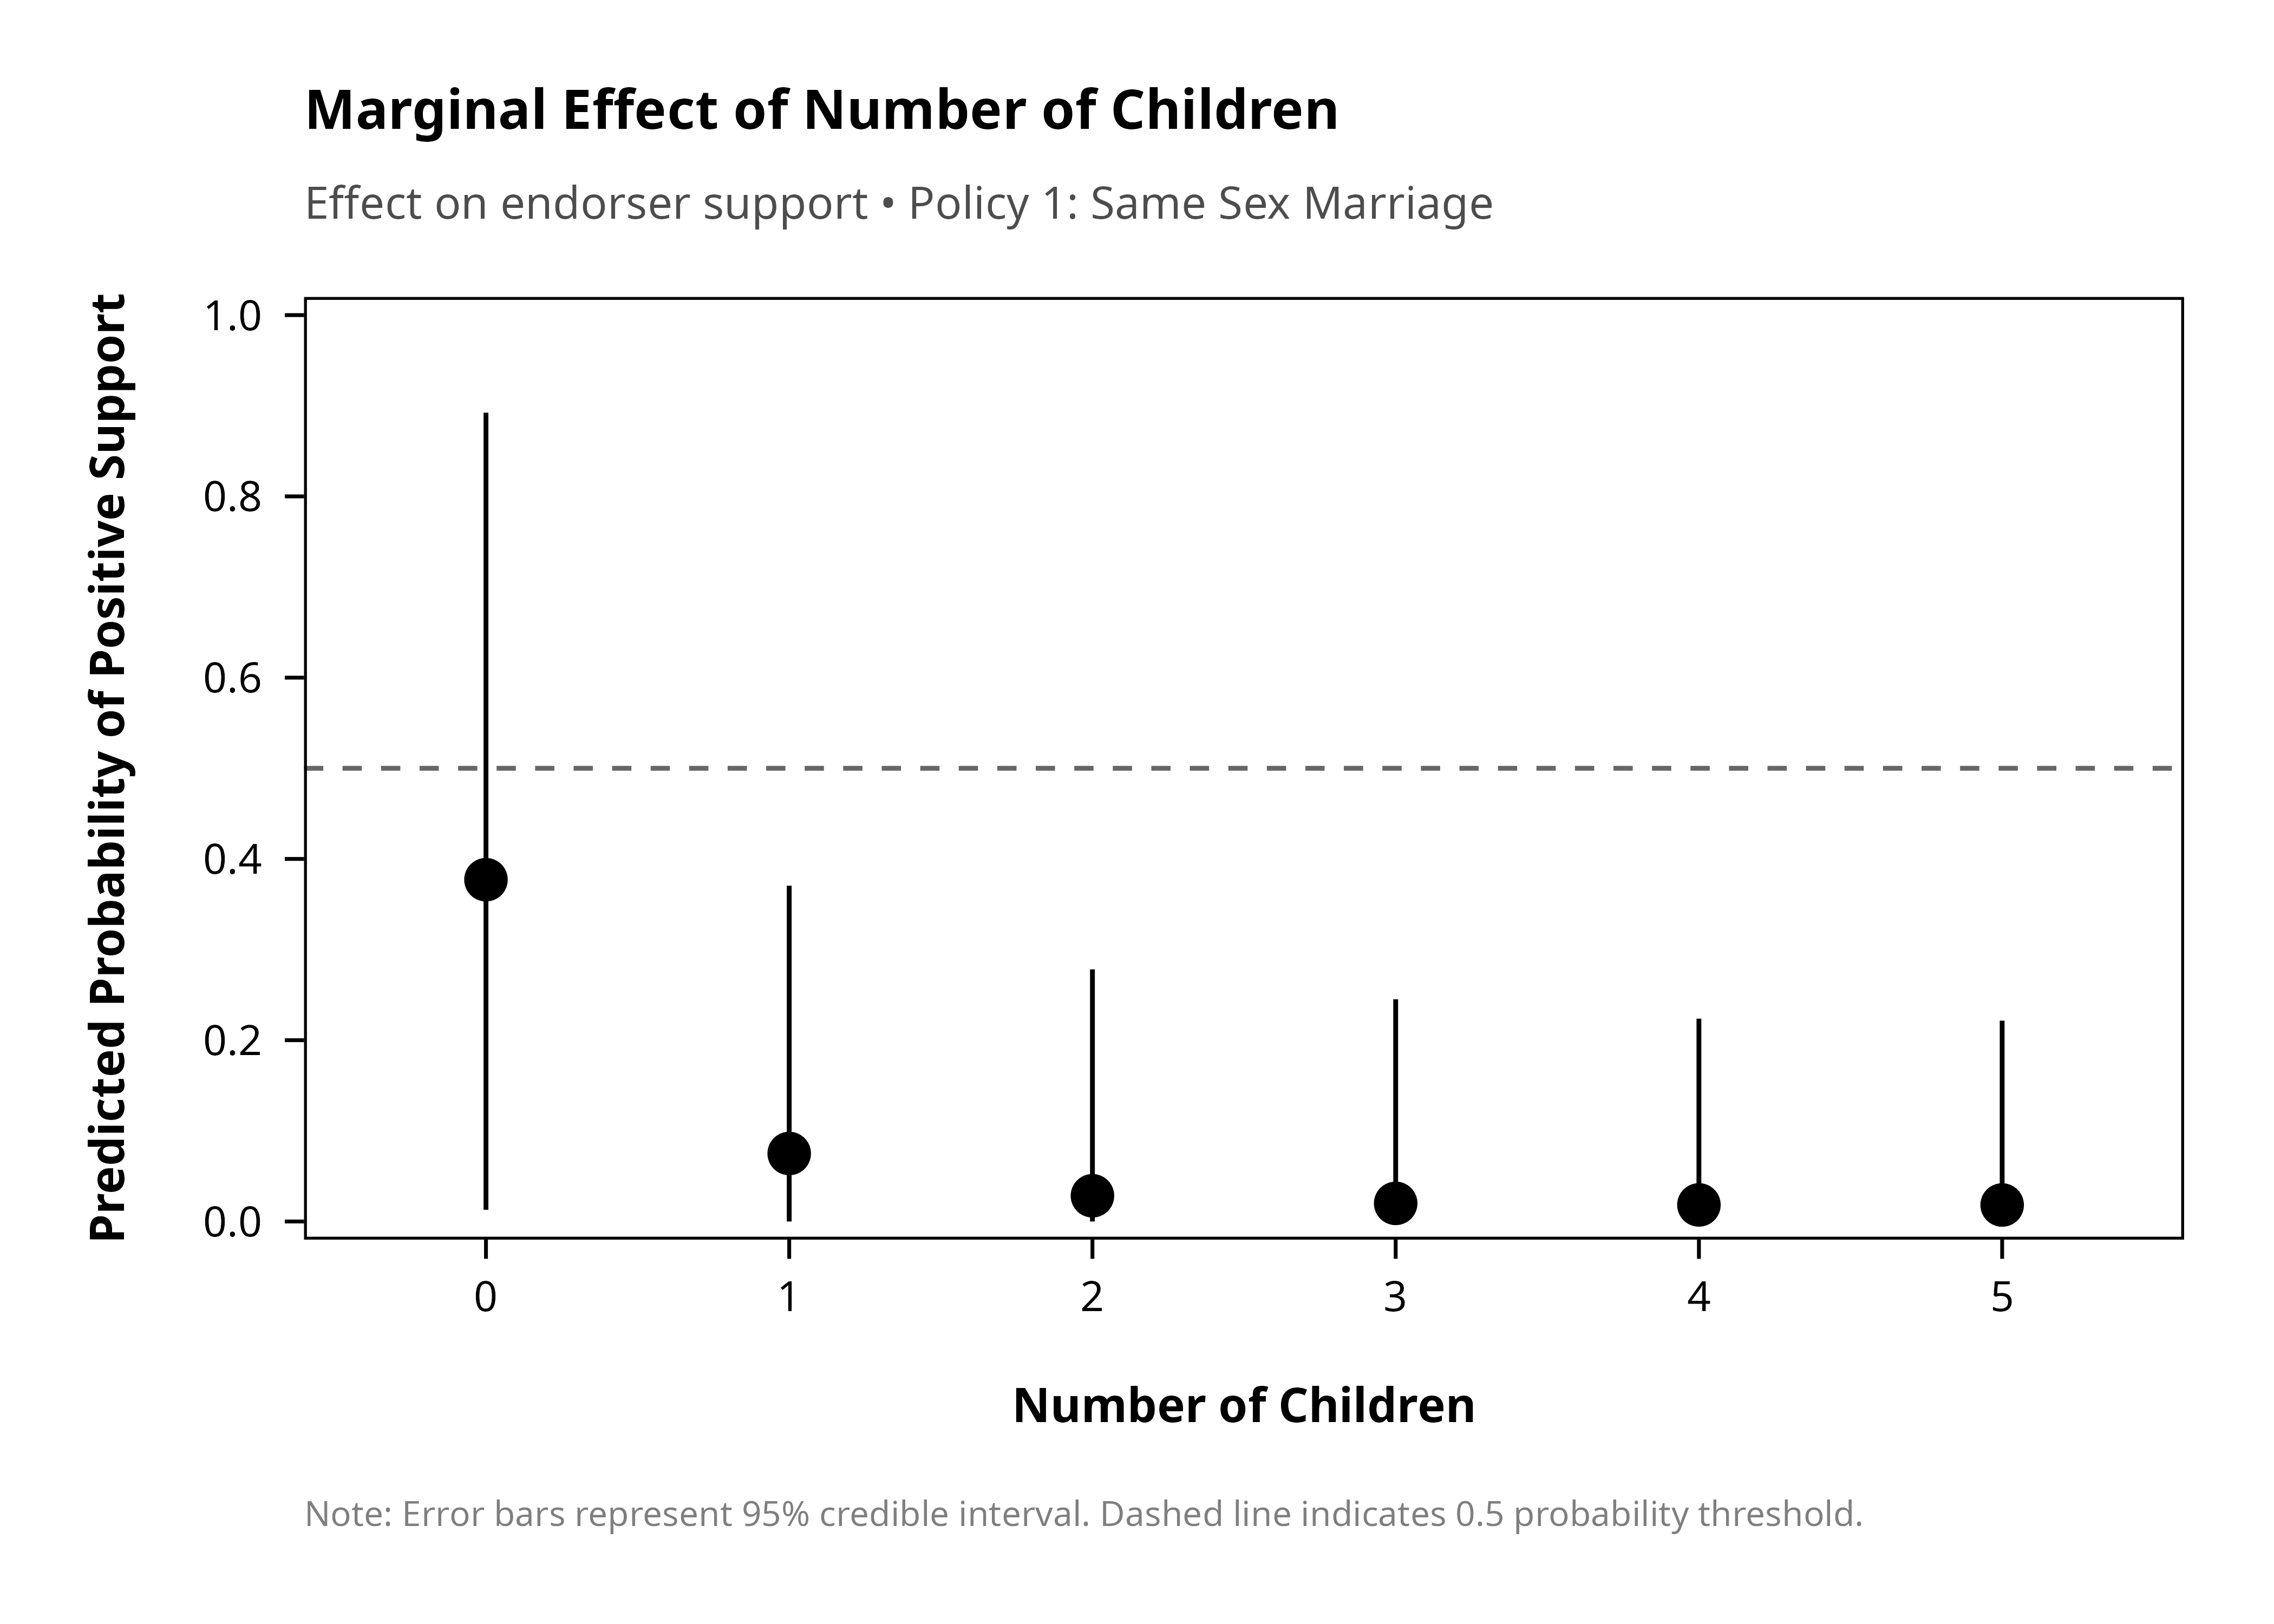 Marginal Effect of Number of Children
Effect on endorser support • Policy 1: Same Sex Marriage
Predicted Probability of Positive Support
1.0
0.8
0.6
0.4
0.2
0.0
0 1 2 3 4 5
Number of Children
Note: Error bars represent 95% credible interval. Dashed line indicates 0.5 probability threshold.